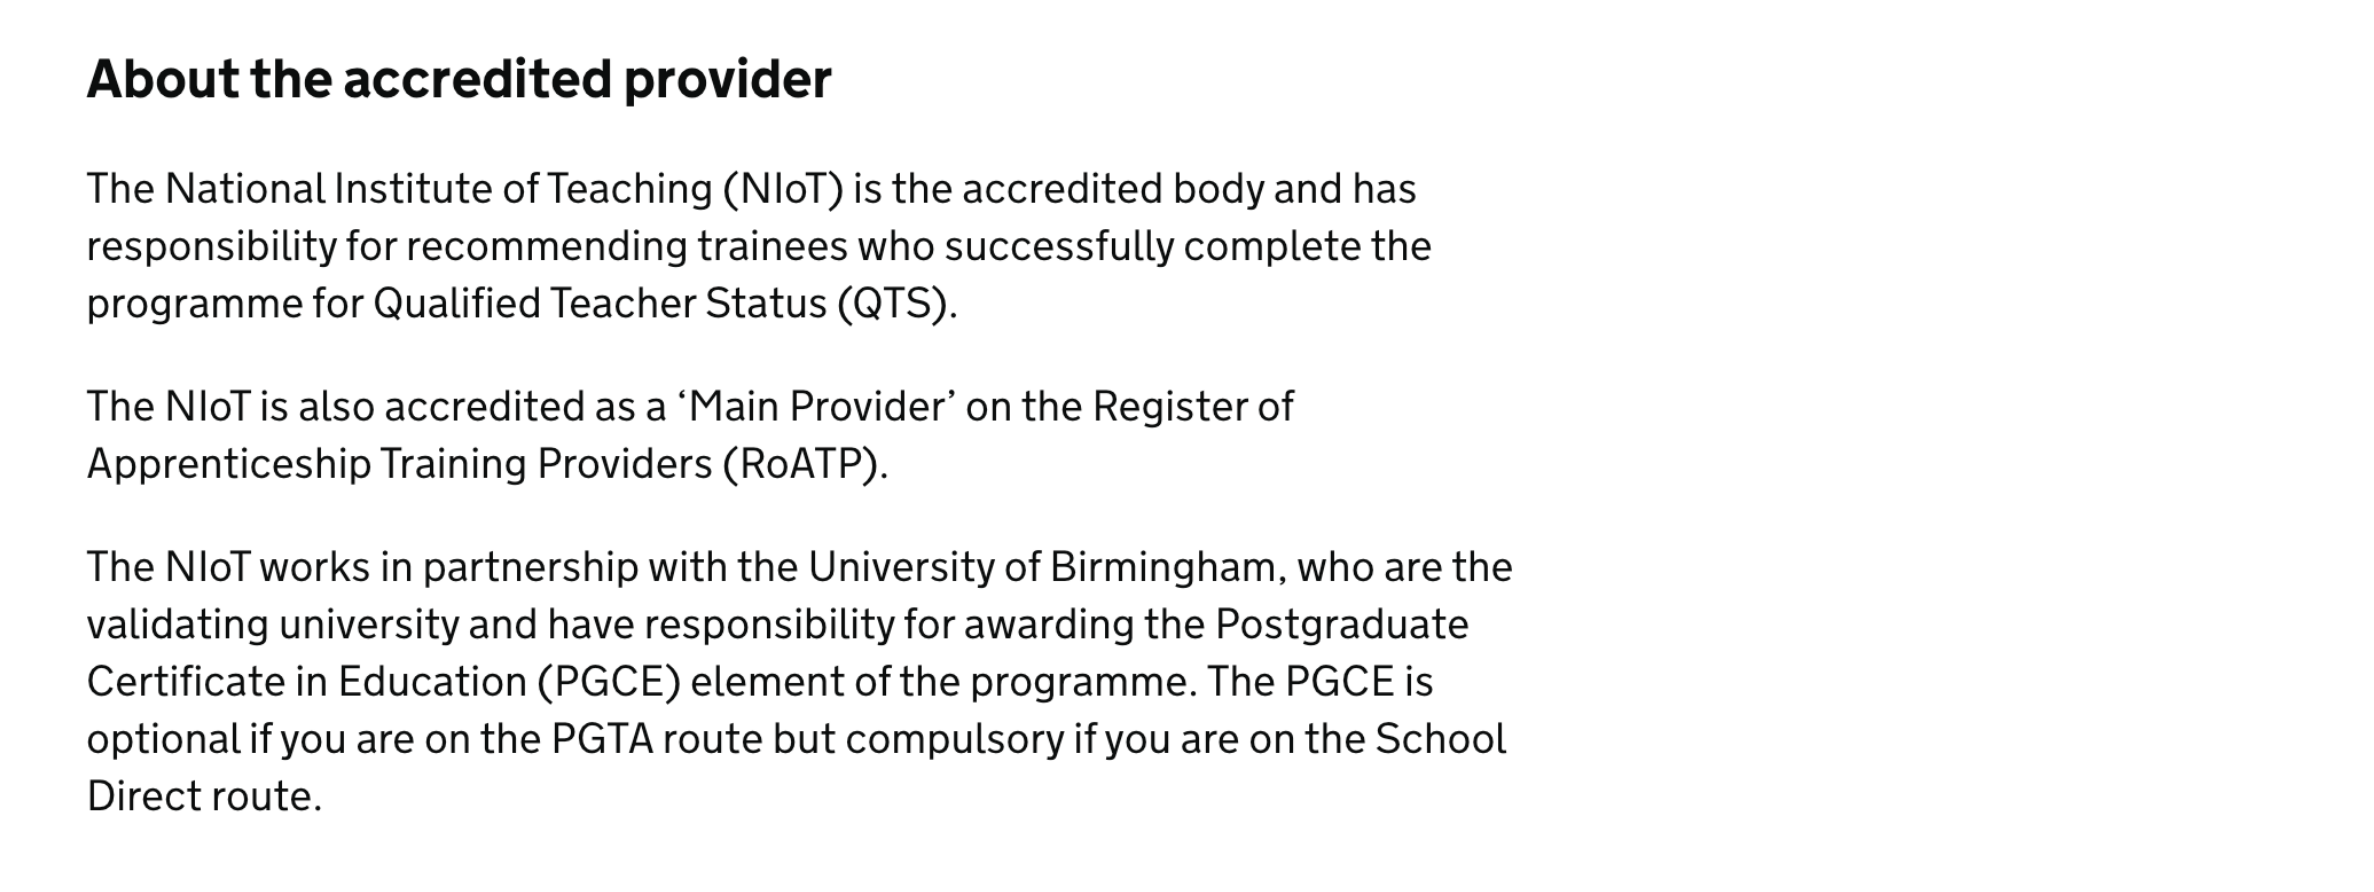 About the accredited provider
The National Institute of Teaching (NIoT) is the accredited body and has
responsibility for recommending trainees who successfully complete the
programme for Qualified Teacher Status (QTS).
The NIoT is also accredited as a ‘Main Provider’ on the Register of
Apprenticeship Training Providers (RoATP).
The NIoT works in partnership with the University of Birmingham, who are the
validating university and have responsibility for awarding the Postgraduate
Certificate in Education (PGCE) element of the programme. The PGCE is
optional if you are on the PGTA route but compulsory if you are on the School
Direct route.